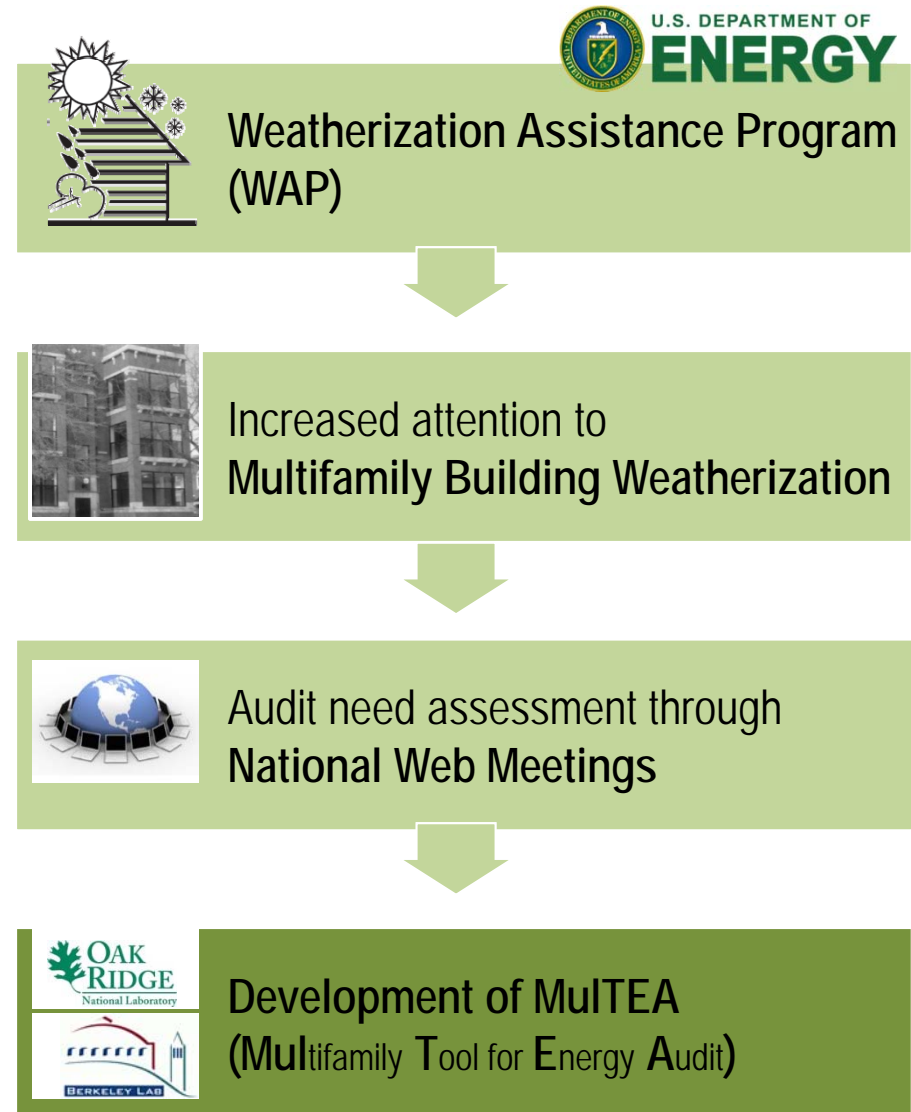 U.S. DEPARTMENT OF
ENERGY
Weatherization Assistance Program
(WAP)
Increased attention to
Multifamily Building Weatherization
Audit need assessment through
National Web Meetings
OAK
RIDGE
National Laboratory
BERKELEY LAB
Development of MulTEA
(Multifamily Tool for Energy Audit)